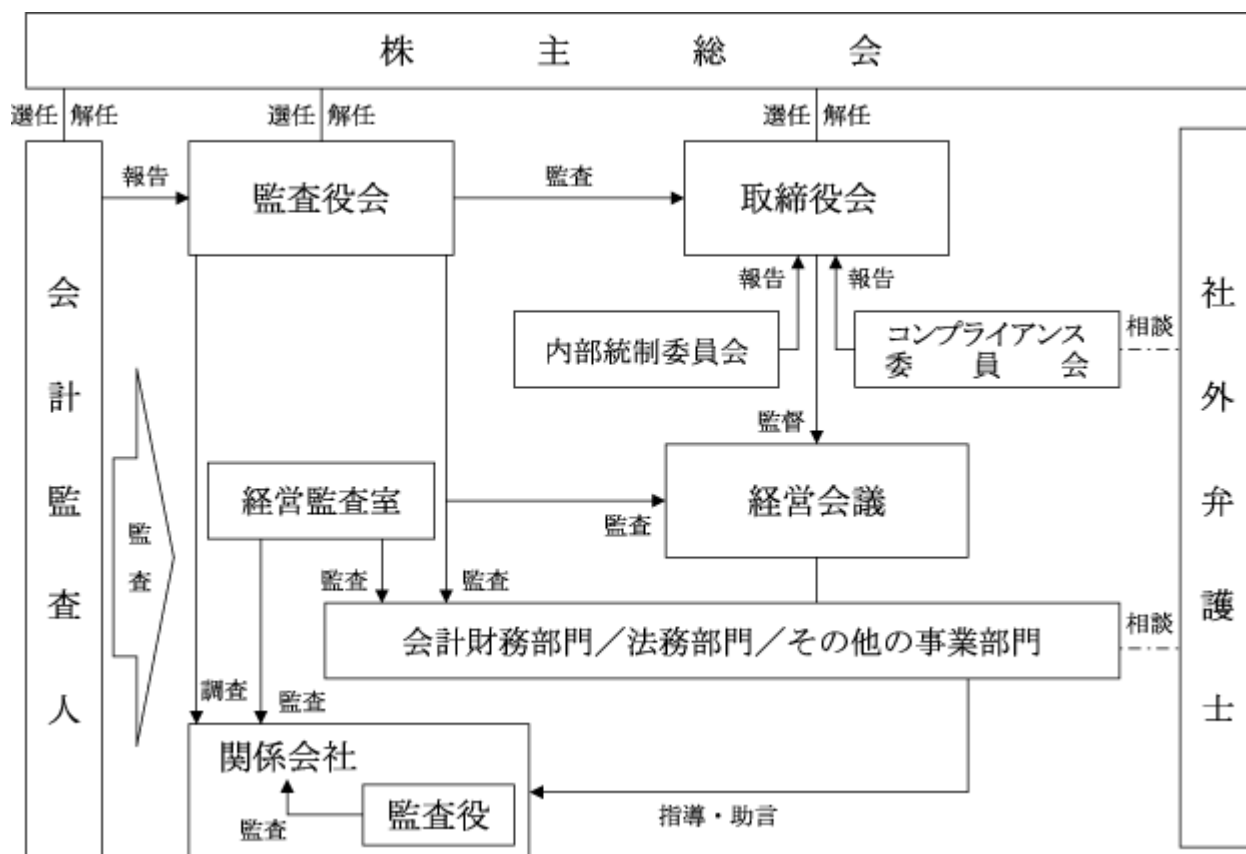 株主総会
選任 解任
選任 解任
選任 解任
会計監査人
報告
監査役会
監査
取締役会
社外弁護士
報告
報告
内部統制委員会
コンプライアンス
委員会
相談
監督
監査
経営監査室
監査
経営会議
監査
監査
会計財務部門／法務部門／その他の事業部門
相談
調査
監査
関係会社
監査役
監査
指導・助言